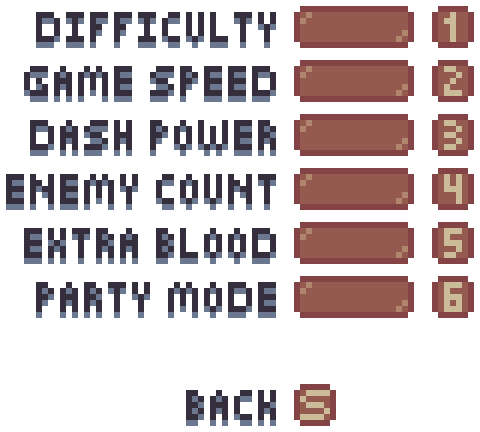 DIFFICULTY 1
GAME SPEED 2
DASH POWER 3
ENEMY COUNT 4
EXTRA BLOOD 5
PARTY MODE 6
BACK S